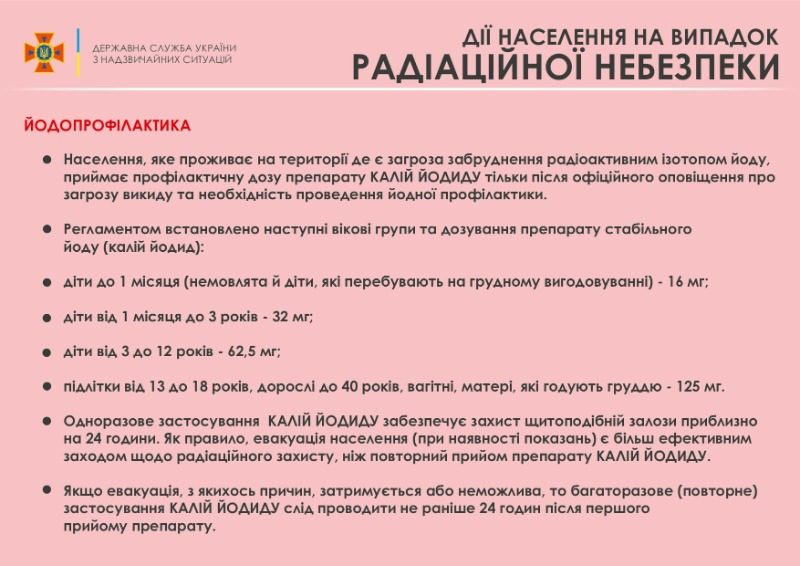 ДЕРЖАВНА СЛУЖБА УКРАЇНИ
З НАДЗВИЧАЙНИХ СИТУАЦІЙ
ДІЇ НАСЕЛЕННЯ НА ВИПАДОК
РАДІАЦІЙНОЇ НЕБЕЗПЕКИ
ЙОДОПРОФІЛАКТИКА
● Населення, яке проживає на території де є загроза забруднення радіоактивним ізотопом йоду,
приймає профілактичну дозу препарату КАЛІЙ ЙОДИДУ тільки після офіційного оповіщення про
загрозу викиду та необхідність проведення йодної профілактики.
● Регламентом встановлено наступні вікові групи та дозування препарату стабільного
йоду (калій йодид):
● діти до 1 місяця (немовлята й діти, які перебувають на грудному вигодовуванні) - 16 мг;
● діти від 1 місяця до 3 років - 32 мг;
● діти від 3 до 12 років - 62,5 мг;
● підлітки від 13 до 18 років, дорослі до 40 років, вагітні, матері, які годують груддю - 125 мг.
● Одноразове застосування КАЛІЙ ЙОДИДУ забезпечує захист щитоподібній залози приблизно
на 24 години. Як правило, евакуація населення (при наявності показань) є більш ефективним
заходом щодо радіаційного захисту, ніж повторний прийом препарату КАЛІЙ ЙОДИДУ.
● Якщо евакуація, з якихось причин, затримується або неможлива, то багаторазове (повторне)
застосування КАЛІЙ ЙОДИДУ слід проводити не раніше 24 годин після першого
прийому препарату.